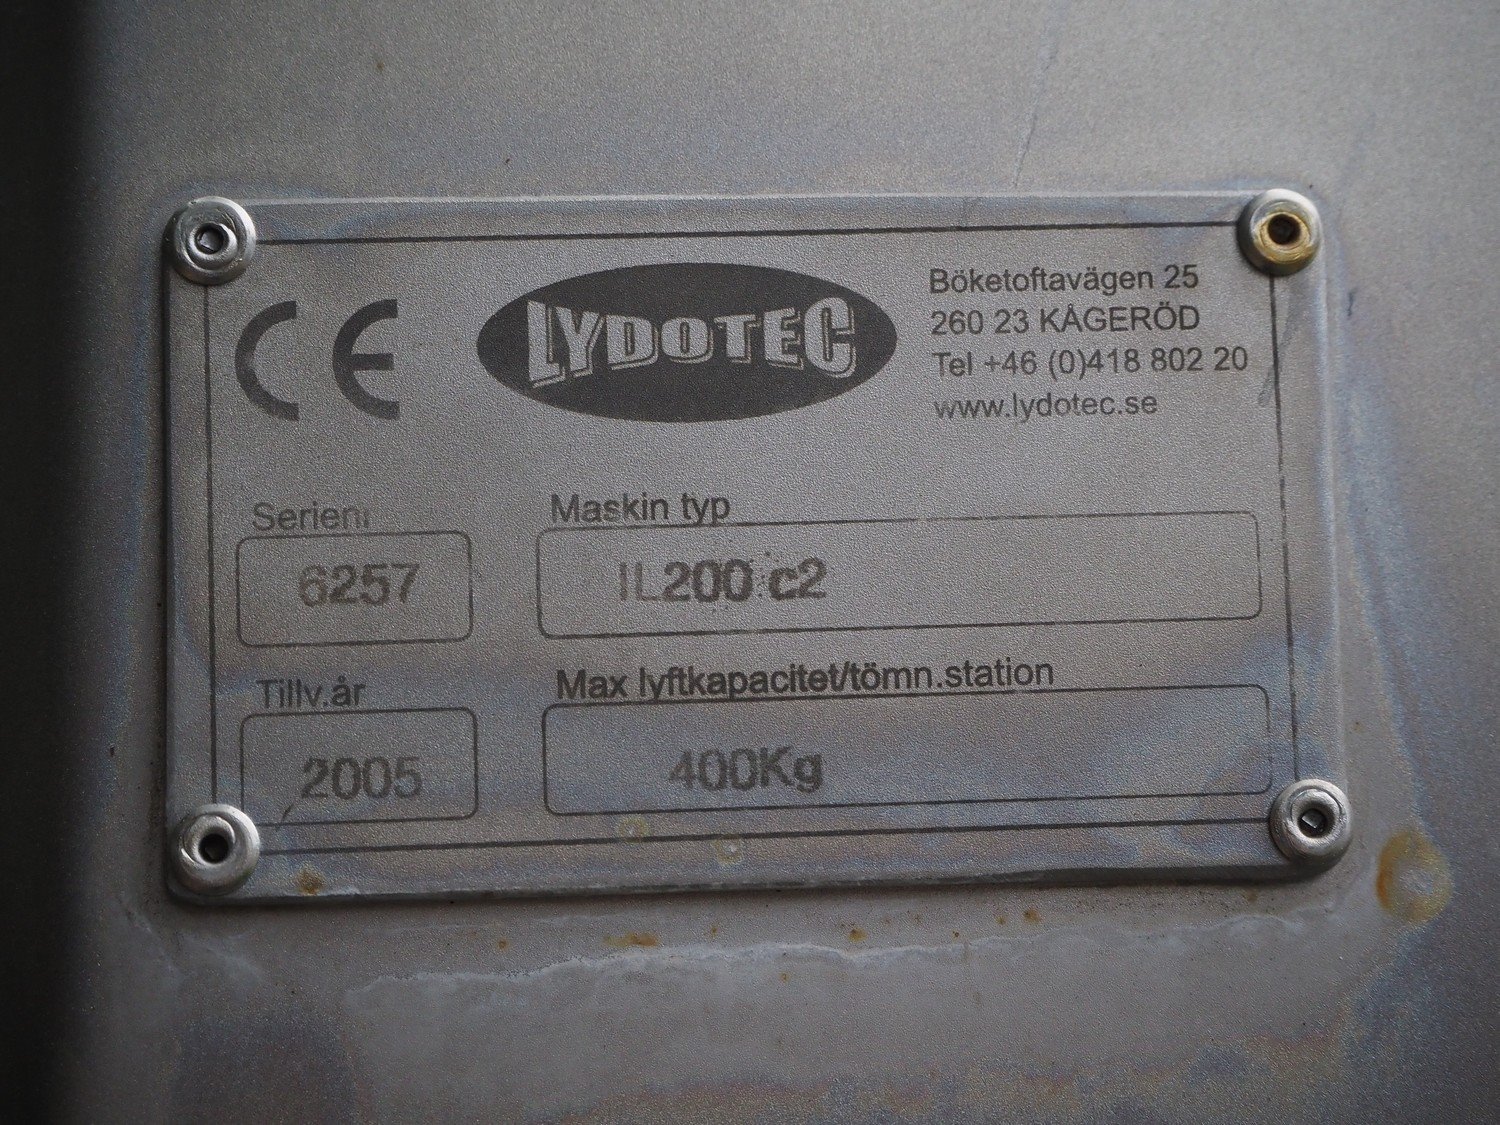 CE
LYDOTEC
Böketoftavägen 25
260 23 KÅGERÖD
Tel +46 (0)418 802 20
www.lydotec.se
Serienr
6257
Maskin typ
IL200 c2
Tillv.år
2005
Max lyftkapacitet/tömn.station
400Kg